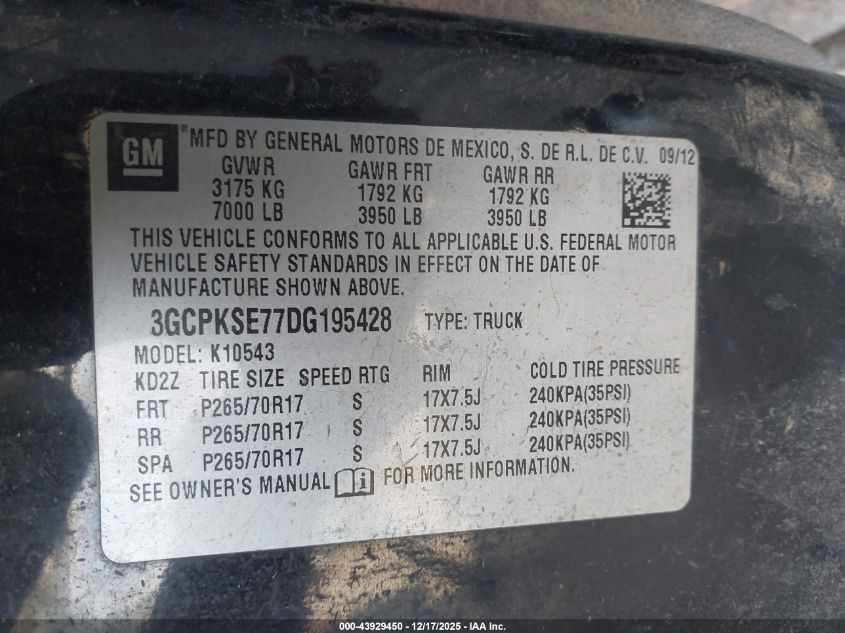 GM ®MFD BY GENERAL MOTORS DE MEXICO, S. DE R.L. DE C.V. 09/12
GVWR GAWR FRT GAWR RR
3175 KG 1792 KG 1792 KG
7000 LB 3950 LB 3950 LB
THIS VEHICLE CONFORMS TO ALL APPLICABLE U.S. FEDERAL MOTOR
VEHICLE SAFETY STANDARDS IN EFFECT ON THE DATE OF
MANUFACTURE SHOWN ABOVE.
3GCPKSE77DG195428 TYPE: TRUCK
MODEL: K10543
KD2Z TIRE SIZE SPEED RTG RIM COLD TIRE PRESSURE
FRT P265/70R17 S 17X7.5J 240KPA(35PSI)
RR P265/70R17 S 17X7.5J 240KPA(35PSI)
SPA P265/70R17 S 17X7.5J 240KPA(35PSI)
SEE OWNER'S MANUAL FOR MORE INFORMATION.
000-43929450 - 12/17/2025 - IAA Inc.